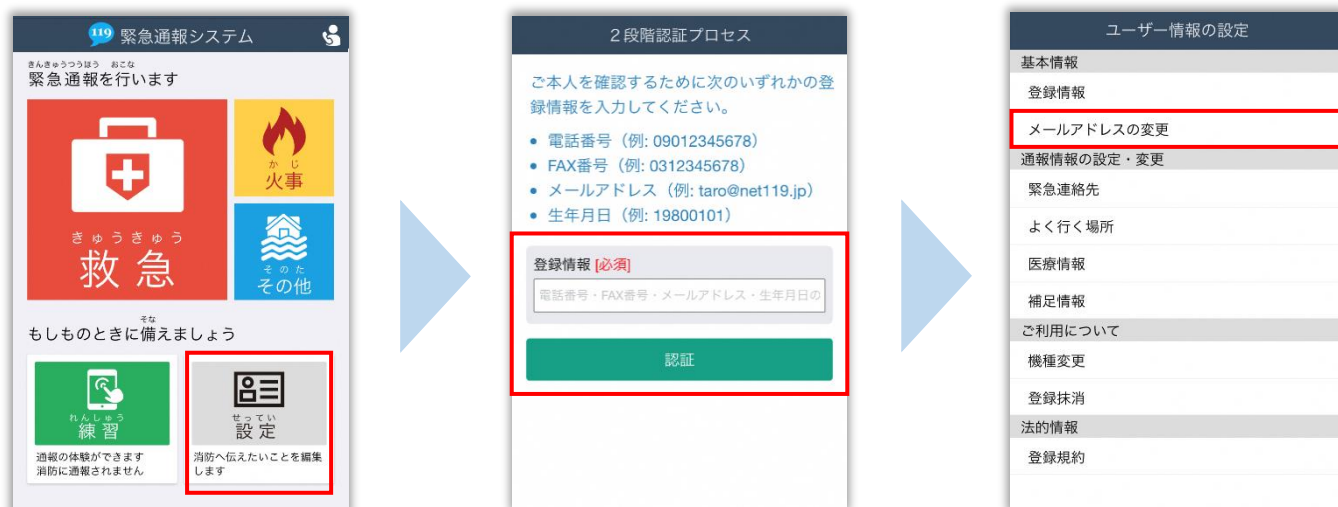 119 緊急通報システム
きんきゅうつうほう おこな
緊急通報を行います
きゅうきゅう
救急
かじ
火事
そのた
その他
そな
もしものときに備えましょう
れんしゅう
練習
通報の体験ができます
消防に通報されません
せってい
設定
消防へ伝えたいことを編集
します
2段階認証プロセス
ご本人を確認するために次のいずれかの登
録情報を入力してください。
• 電話番号（例: 09012345678）
• FAX番号（例: 0312345678）
• メールアドレス（例: taro@net119.jp）
• 生年月日（例: 19800101）
登録情報 [必須]
電話番号・FAX番号・メールアドレス・生年月日の
認証
ユーザー情報の設定
基本情報
登録情報
メールアドレスの変更
通報情報の設定・変更
緊急連絡先
よく行く場所
医療情報
補足情報
ご利用について
機種変更
登録抹消
法的情報
登録規約